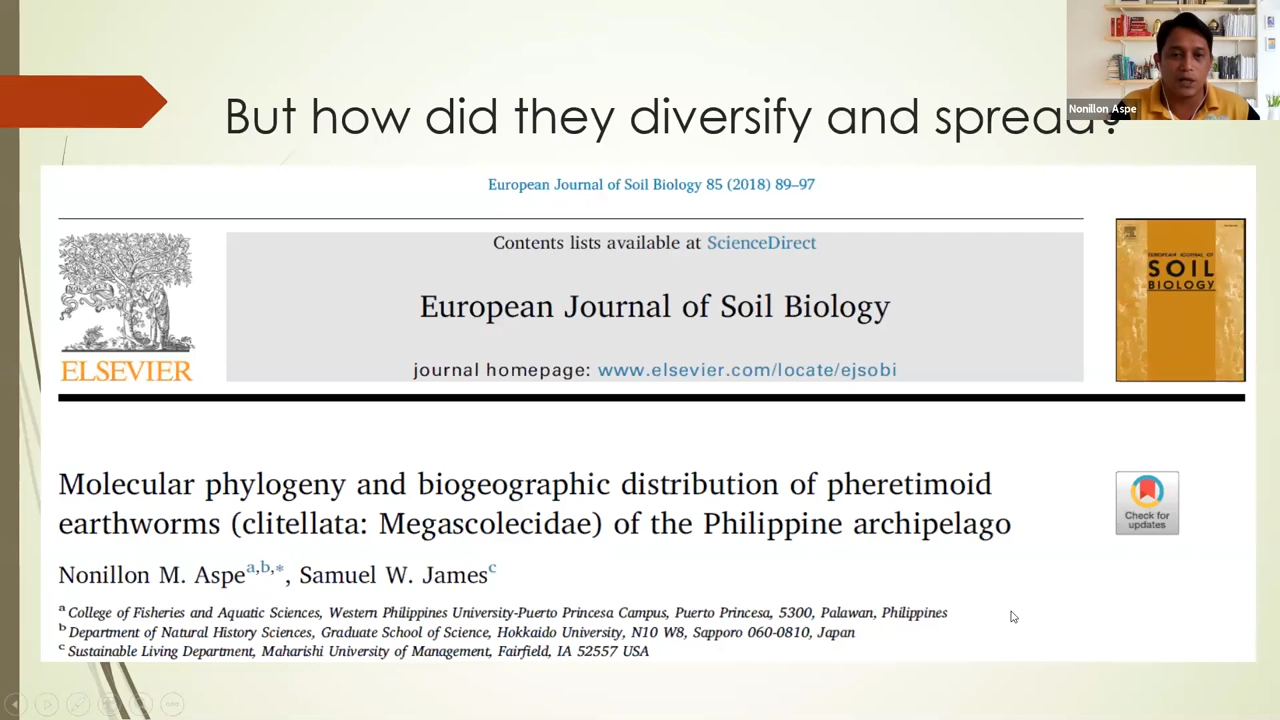 But how did they diversify and spread?
Nonillon Aspe
European Journal of Soil Biology 85 (2018) 89–97
Contents lists available at ScienceDirect
European Journal of Soil Biology
journal homepage: www.elsevier.com/locate/ejsobi
ELSEVIER
EUROPEAN JOURNAL OF
SOIL
BIOLOGY
Molecular phylogeny and biogeographic distribution of pheretimoid
earthworms (clitellata: Megascolecidae) of the Philippine archipelago
Check for
updates
Nonillon M. Aspe a,b,*, Samuel W. James c
a College of Fisheries and Aquatic Sciences, Western Philippines University-Puerto Princesa Campus, Puerto Princesa, 5300, Palawan, Philippines
b Department of Natural History Sciences, Graduate School of Science, Hokkaido University, N10 W8, Sapporo 060-0810, Japan
c Sustainable Living Department, Maharishi University of Management, Fairfield, IA 52557 USA